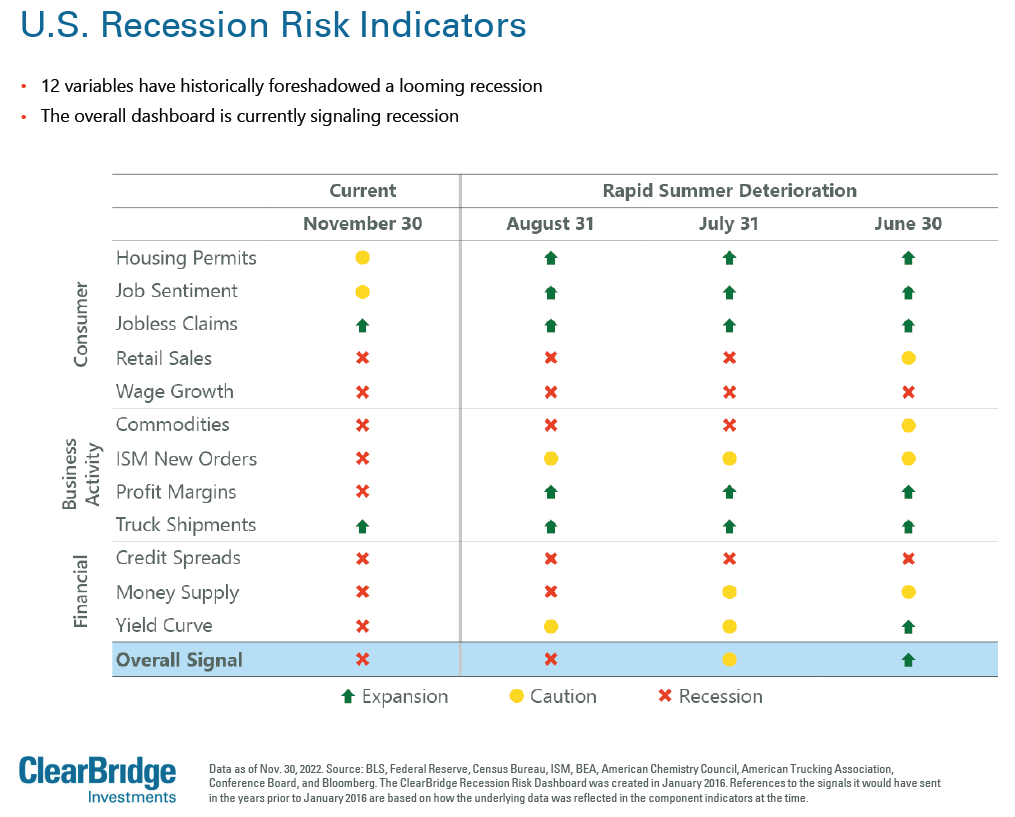 U.S. Recession Risk Indicators
• 12 variables have historically foreshadowed a looming recession
• The overall dashboard is currently signaling recession
Current
Rapid Summer Deterioration
November 30
August 31
July 31
June 30
Consumer
Housing Permits
Job Sentiment
Jobless Claims
Retail Sales
Wage Growth
Business
Activity
Commodities
ISM New Orders
Profit Margins
Truck Shipments
Financial
Credit Spreads
Money Supply
Yield Curve
Overall Signal
Expansion
Caution
Recession
ClearBridge
Investments
Data as of Nov. 30, 2022. Source: BLS, Federal Reserve, Census Bureau, ISM, BEA, American Chemistry Council, American Trucking Association,
Conference Board, and Bloomberg. The ClearBridge Recession Risk Dashboard was created in January 2016. References to the signals it would have sent
in the years prior to January 2016 are based on how the underlying data was reflected in the component indicators at the time.